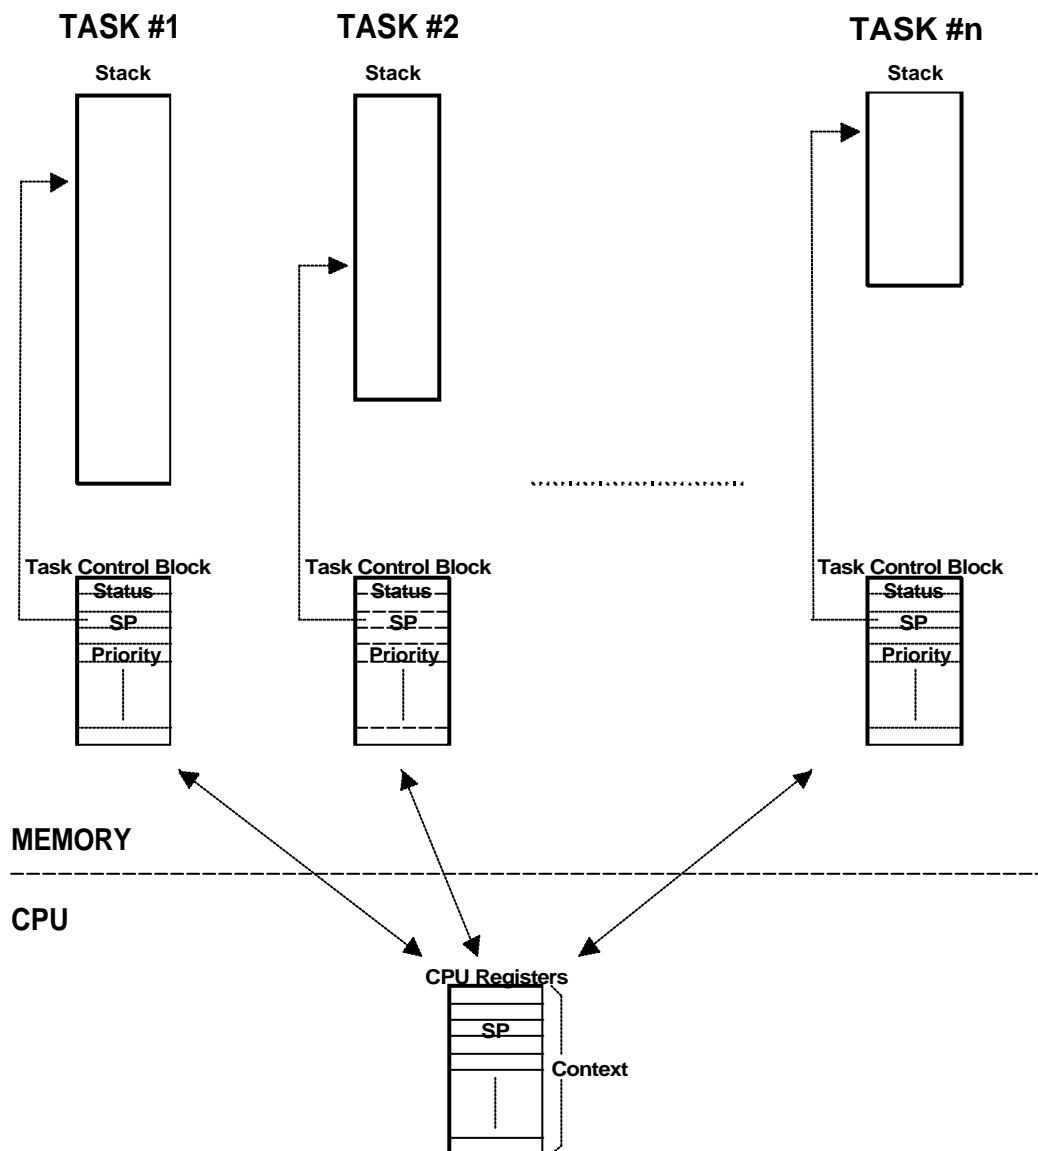 TASK #1
TASK #2
TASK #n
Stack
Stack
Stack
Task Control Block
Task Control Block
Task Control Block
Status
Status
Status
SP
SP
SP
Priority
Priority
Priority
MEMORY
CPU
CPU Registers
SP
Context